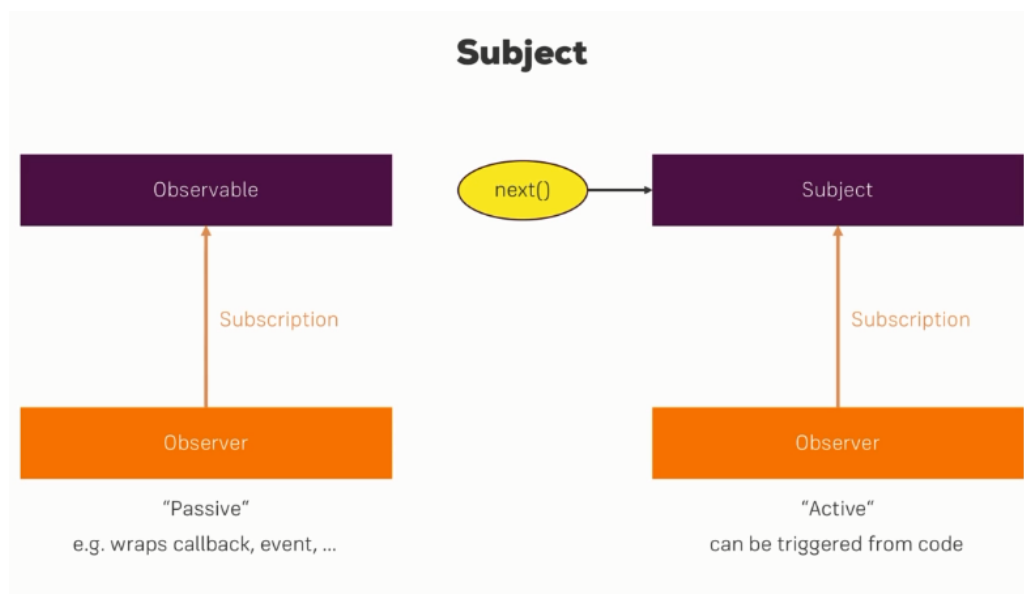 Subject
Observable
next()
Subject
Subscription
Subscription
Observer
Observer
“Passive”
e.g. wraps callback, event, ...
“Active”
can be triggered from code